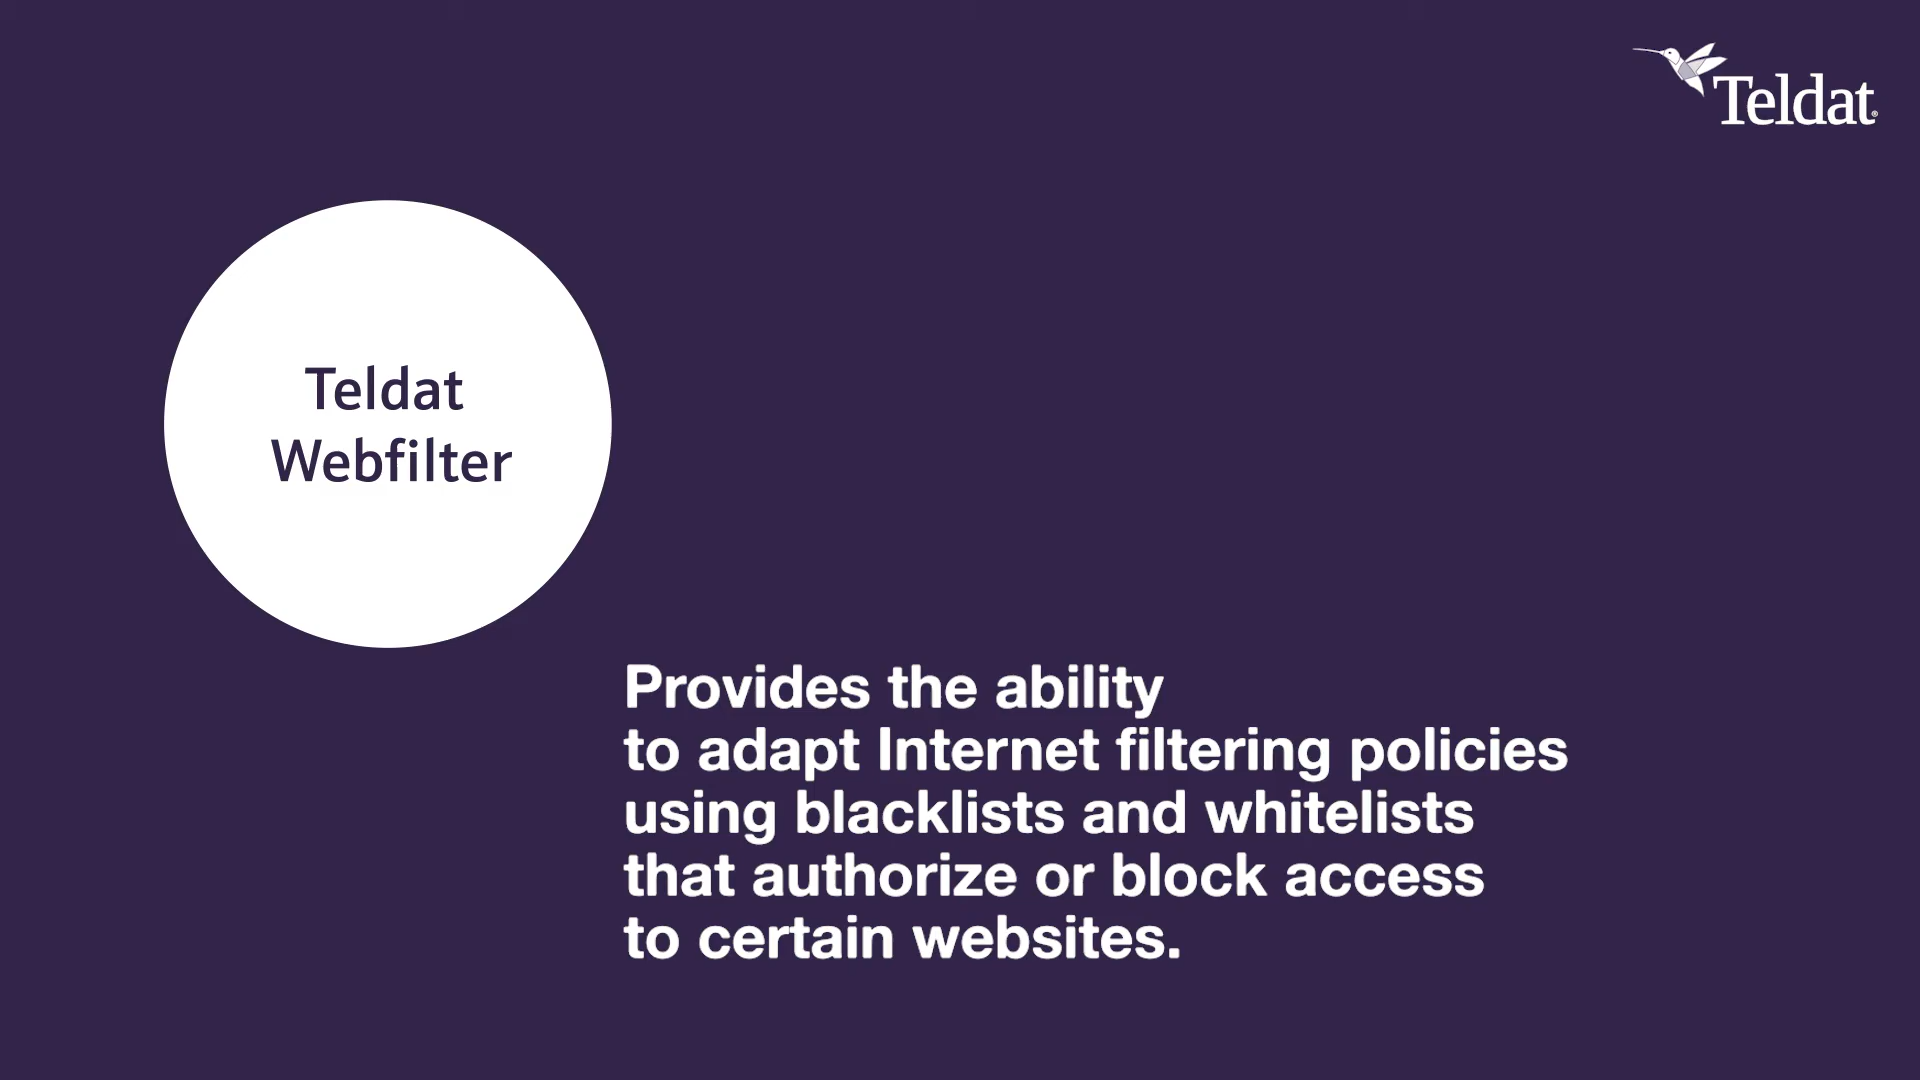 Teldat
Teldat
Webfilter
Provides the ability
to adapt Internet filtering policies
using blacklists and whitelists
that authorize or block access
to certain websites.